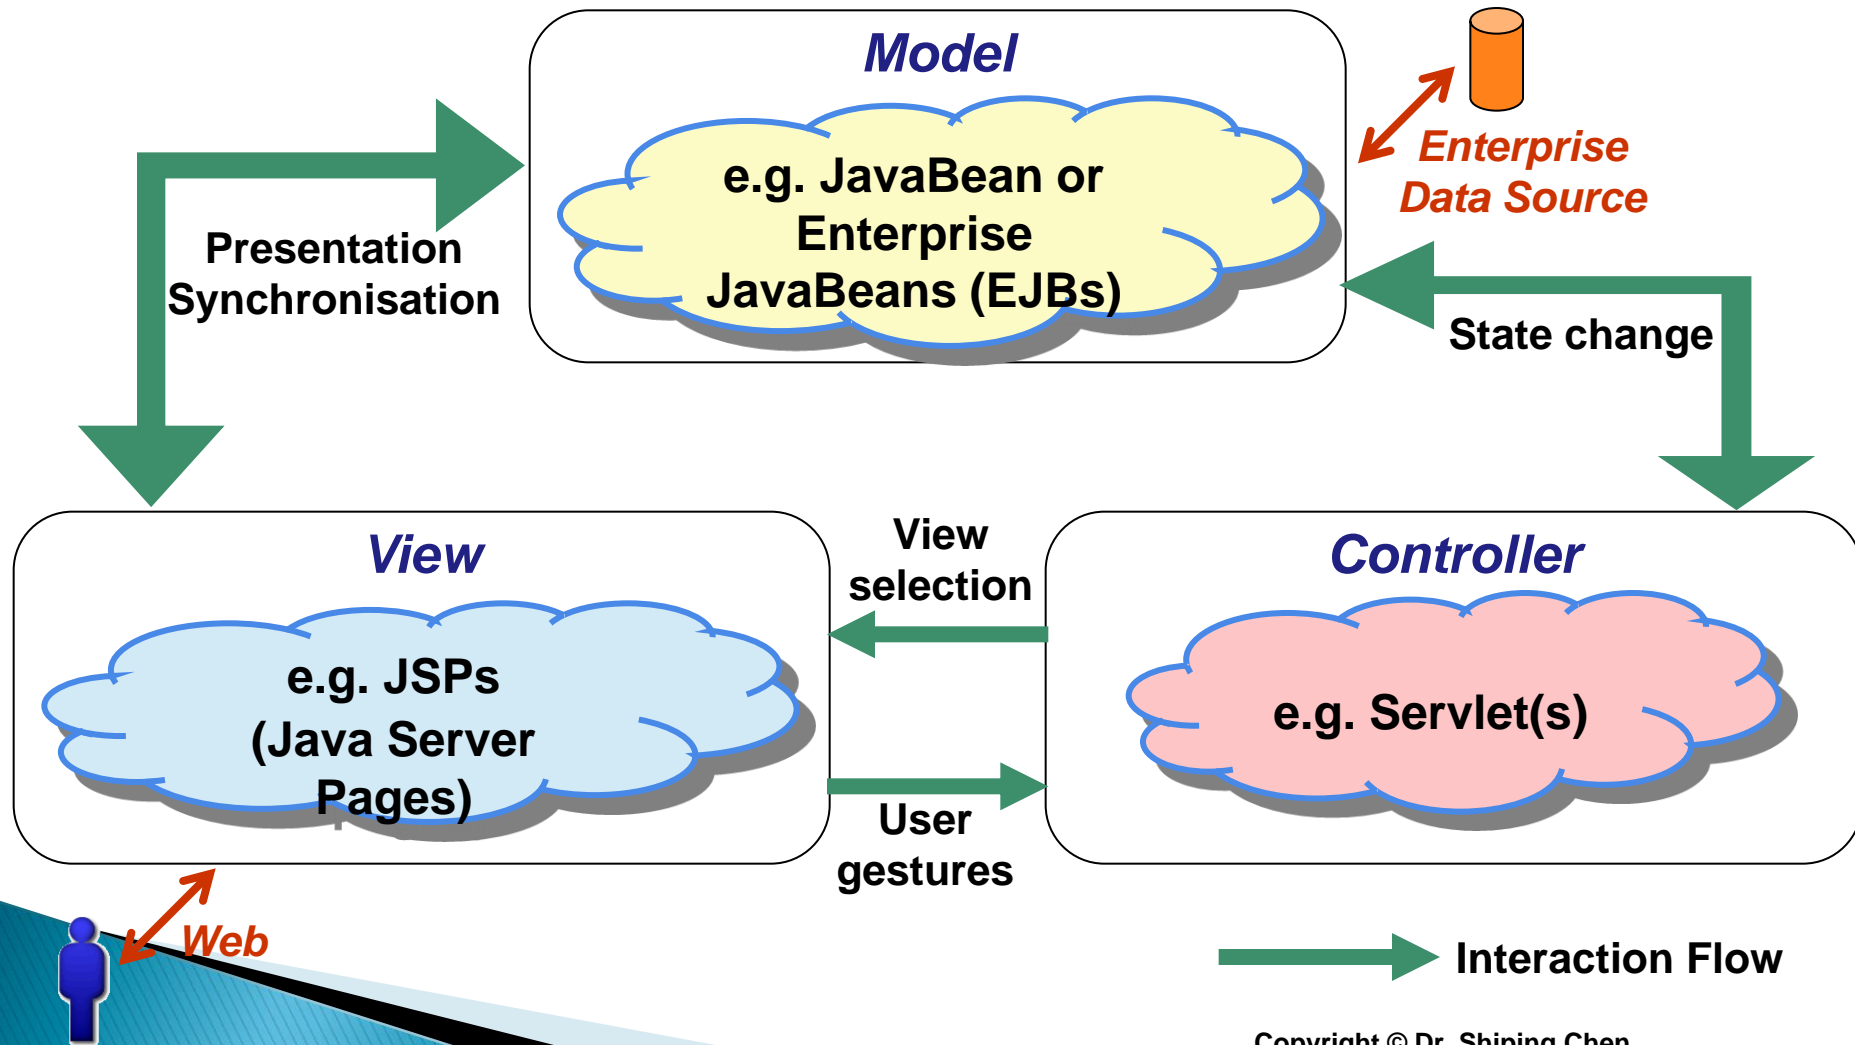 Model
e.g. JavaBean or
Enterprise
JavaBeans (EJBs)
Enterprise
Data Source
Presentation
Synchronisation
State change
View
e.g. JSPs
(Java Server
Pages)
View
selection
User
gestures
Controller
e.g. Servlet(s)
Web
Interaction Flow
Copyright © Dr. Shiping Chen